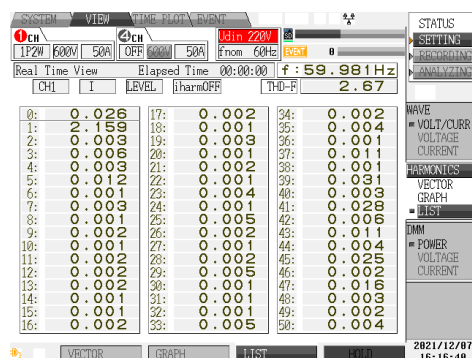 SYSTEM VIEW TIME PLOT EVENT
1CH 4CH Udin 220V SD
1P2W 600V 50A OFF 600V 50A fnom 60Hz EVENT 0
Real Time View Elapsed Time 00:00:00 f:59.981Hz
CH1 I LEVEL iharmOFF THD-F 2.67
0: 0.026 17: 0.002 34: 0.002
1: 2.159 18: 0.001 35: 0.004
2: 0.003 19: 0.003 36: 0.001
3: 0.006 20: 0.001 37: 0.011
4: 0.003 21: 0.002 38: 0.001
5: 0.012 22: 0.001 39: 0.031
6: 0.001 23: 0.004 40: 0.003
7: 0.003 24: 0.001 41: 0.028
8: 0.001 25: 0.005 42: 0.006
9: 0.002 26: 0.002 43: 0.011
10: 0.002 27: 0.001 44: 0.004
11: 0.002 28: 0.001 45: 0.025
12: 0.002 29: 0.005 46: 0.002
13: 0.002 30: 0.001 47: 0.016
14: 0.001 31: 0.001 48: 0.003
15: 0.001 32: 0.001 49: 0.002
16: 0.002 33: 0.005 50: 0.004
VECTOR GRAPH LIST HOLD
STATUS
SETTING
RECORDING
ANALYZING
WAVE
VOLT/CURR
VOLTAGE
CURRENT
HARMONICS
VECTOR
GRAPH
LIST
DMM
POWER
VOLTAGE
CURRENT
2021/12/07
16:16:40